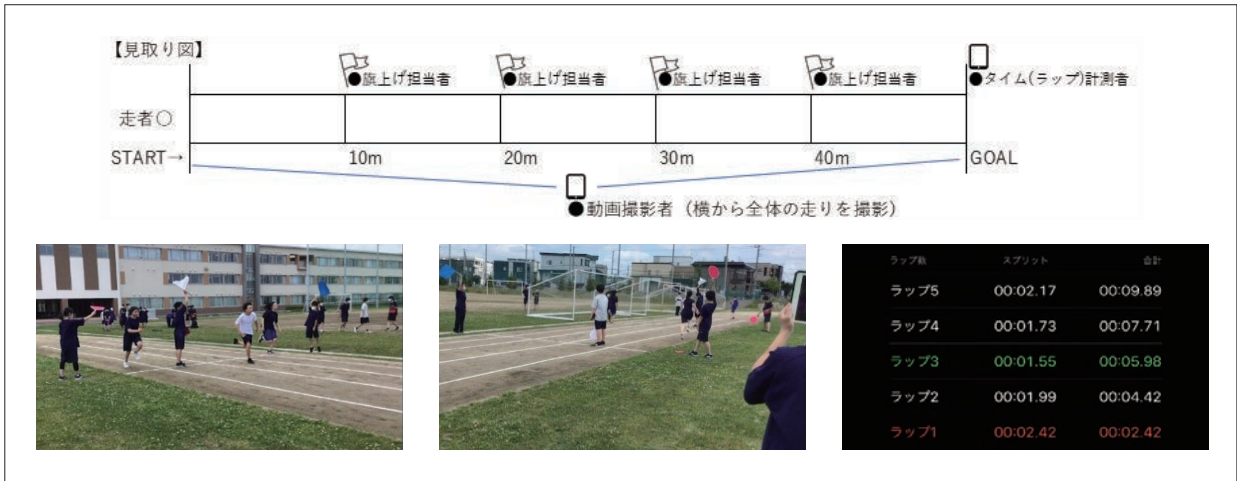 【見取り図】
旗上げ担当者 旗上げ担当者 旗上げ担当者 旗上げ担当者 タイム(ラップ)計測者
走者○
START→ 10m 20m 30m 40m GOAL
●動画撮影者（横から全体の走りを撮影）
ラップ数 スプリット 合計
ラップ5 00:02.17 00:09.89
ラップ4 00:01.73 00:07.71
ラップ3 00:01.55 00:05.98
ラップ2 00:01.99 00:04.42
ラップ1 00:02.42 00:02.42